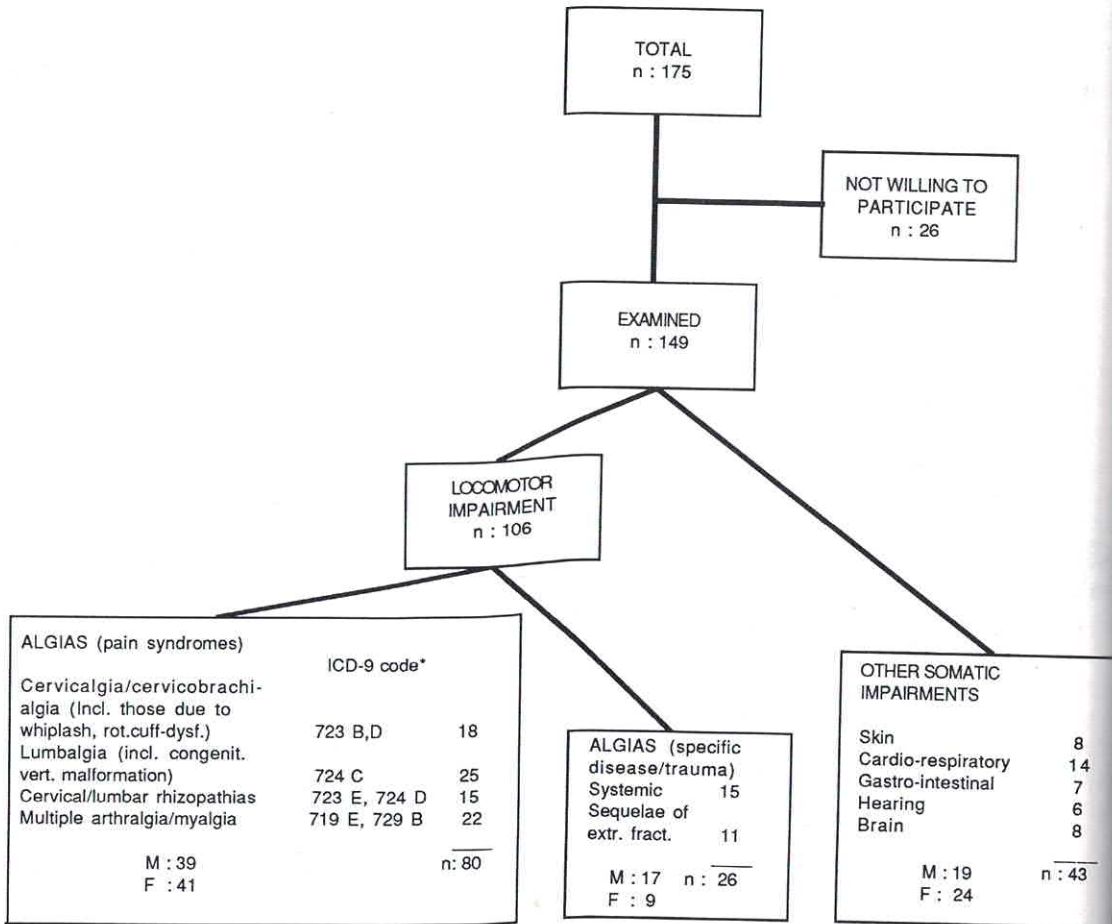 TOTAL
n : 175
NOT WILLING TO
PARTICIPATE
n : 26
EXAMINED
n : 149
LOCOMOTOR
IMPAIRMENT
n : 106
ALGIAS (pain syndromes)
ICD-9 code*
Cervicalgia/cervicobrachi-
algia (Incl. those due to
whiplash, rot.cuff-dysf.) 723 B,D 18
Lumbalgia (incl. congenit.
vert. malformation) 724 C 25
Cervical/lumbar rhizopathias 723 E, 724 D 15
Multiple arthralgia/myalgia 719 E, 729 B 22
M : 39 n: 80
F : 41
ALGIAS (specific
disease/trauma)
Systemic 15
Sequelae of
extr. fract. 11
M : 17 n : 26
F : 9
OTHER SOMATIC
IMPAIRMENTS
Skin 8
Cardio-respiratory 14
Gastro-intestinal 7
Hearing 6
Brain 8
M : 19 n : 43
F : 24